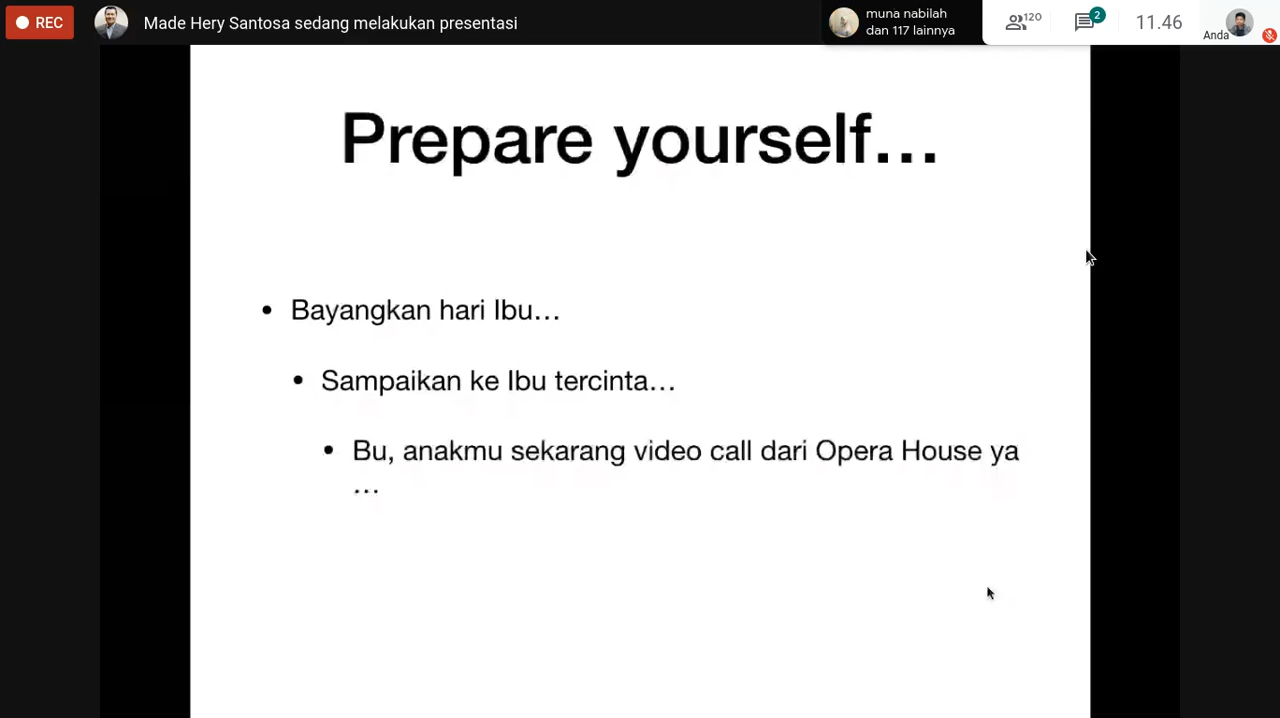 REC
Made Hery Santosa sedang melakukan presentasi
muna nabilah
dan 117 lainnya
120
2
11.46
Anda
Prepare yourself...
• Bayangkan hari Ibu...
• Sampaikan ke Ibu tercinta...
• Bu, anakmu sekarang video call dari Opera House ya
...